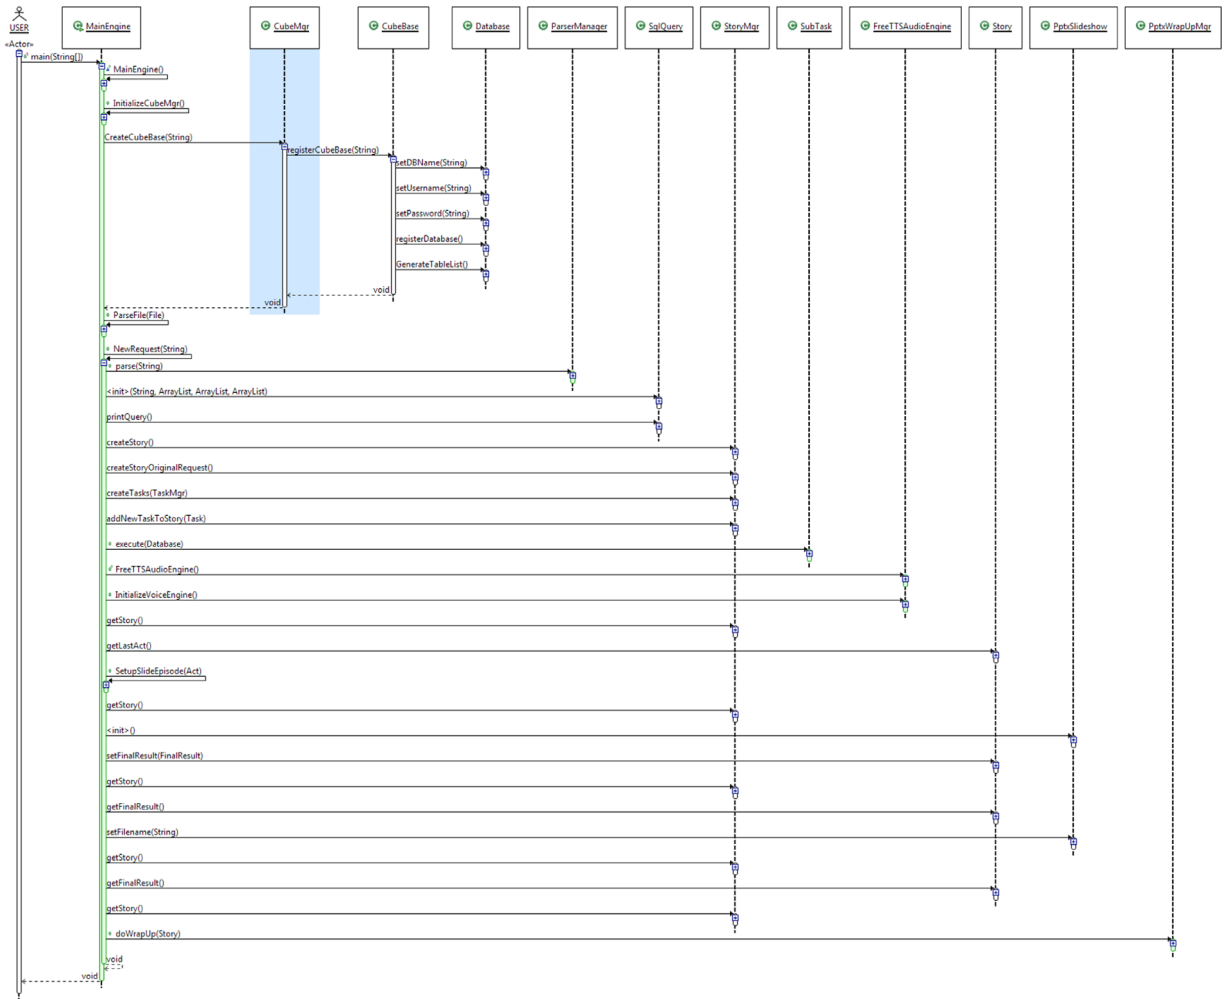 USER
«Actor»
MainEngine
CubeMgr
CubeBase
Database
ParserManager
SqlQuery
StoryMgr
SubTask
FreeTTSAudioEngine
Story
PptxSlideshow
PptxWrapUpMgr
main(String[])
MainEngine()
InitializeCubeMgr()
CreateCubeBase(String)
registerCubeBase(String)
setDBName(String)
setUsername(String)
setPassword(String)
registerDatabase()
GenerateTableList()
void
void
ParseFile(File)
NewRequest(String)
parse(String)
<init>(String, ArrayList, ArrayList, ArrayList)
printQuery()
createStory()
createStoryOriginalRequest()
createTasks(TaskMgr)
addNewTaskToStory(Task)
execute(Database)
FreeTTSAudioEngine()
InitializeVoiceEngine()
getStory()
getLastAct()
SetupSlideEpisode(Act)
getStory()
<init>()
setFinalResult(FinalResult)
getStory()
getFinalResult()
setFilename(String)
getStory()
getFinalResult()
getStory()
doWrapUp(Story)
void
void